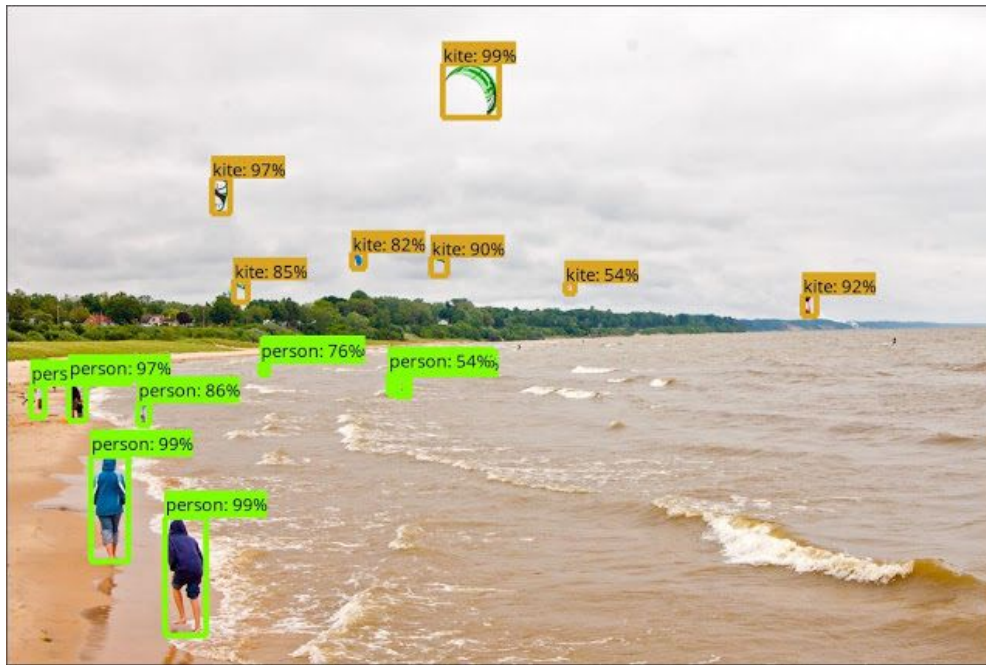 kite: 99%
kite: 97%
kite: 82%
kite: 90%
kite: 85%
kite: 54%
kite: 92%
person: 76%
person: 54%
pers
person: 97%
person: 86%
person: 99%
person: 99%